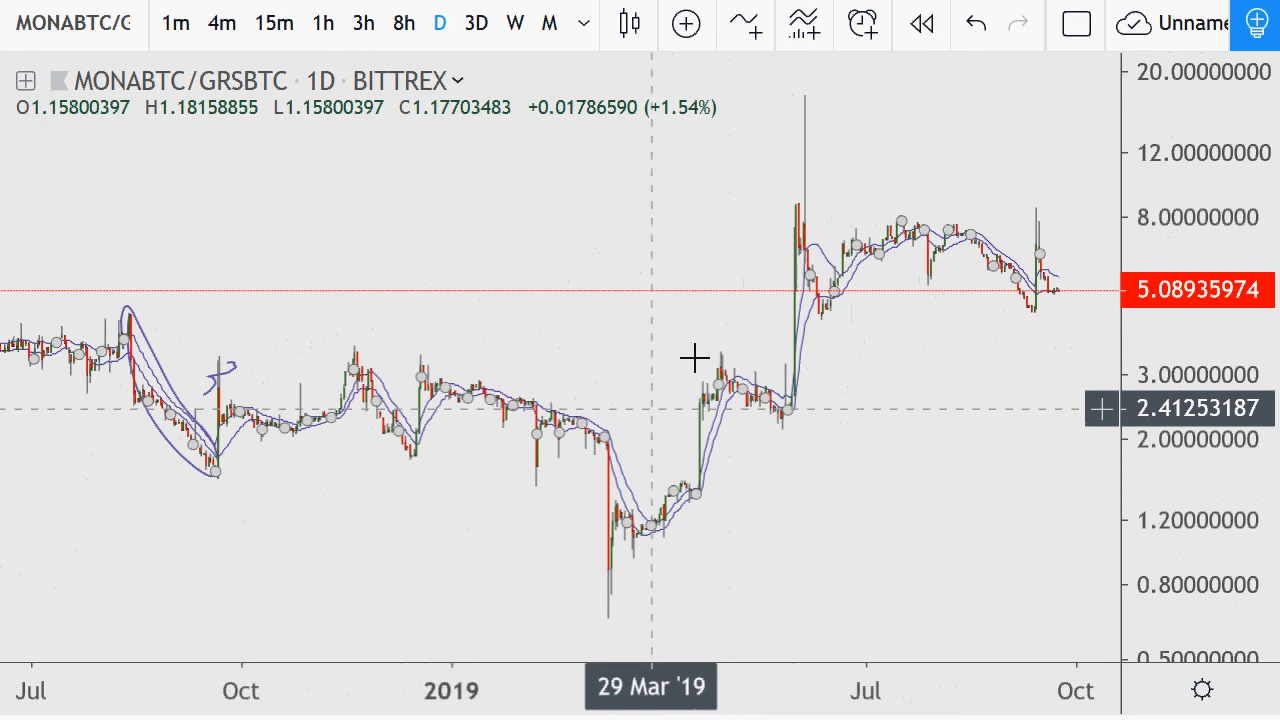 MONABTC/G 1m 4m 15m 1h 3h 8h D 3D W M Unname
MONABTC/GRSBTC · 1D · BITTREX
O1.15800397 H1.18158855 L1.15800397 C1.17703483 +0.01786590 (+1.54%)
20.00000000
12.00000000
8.00000000
5.08935974
3.00000000
2.41253187
2.00000000
1.20000000
0.80000000
0.50000000
Jul Oct 2019 29 Mar '19 Jul Oct